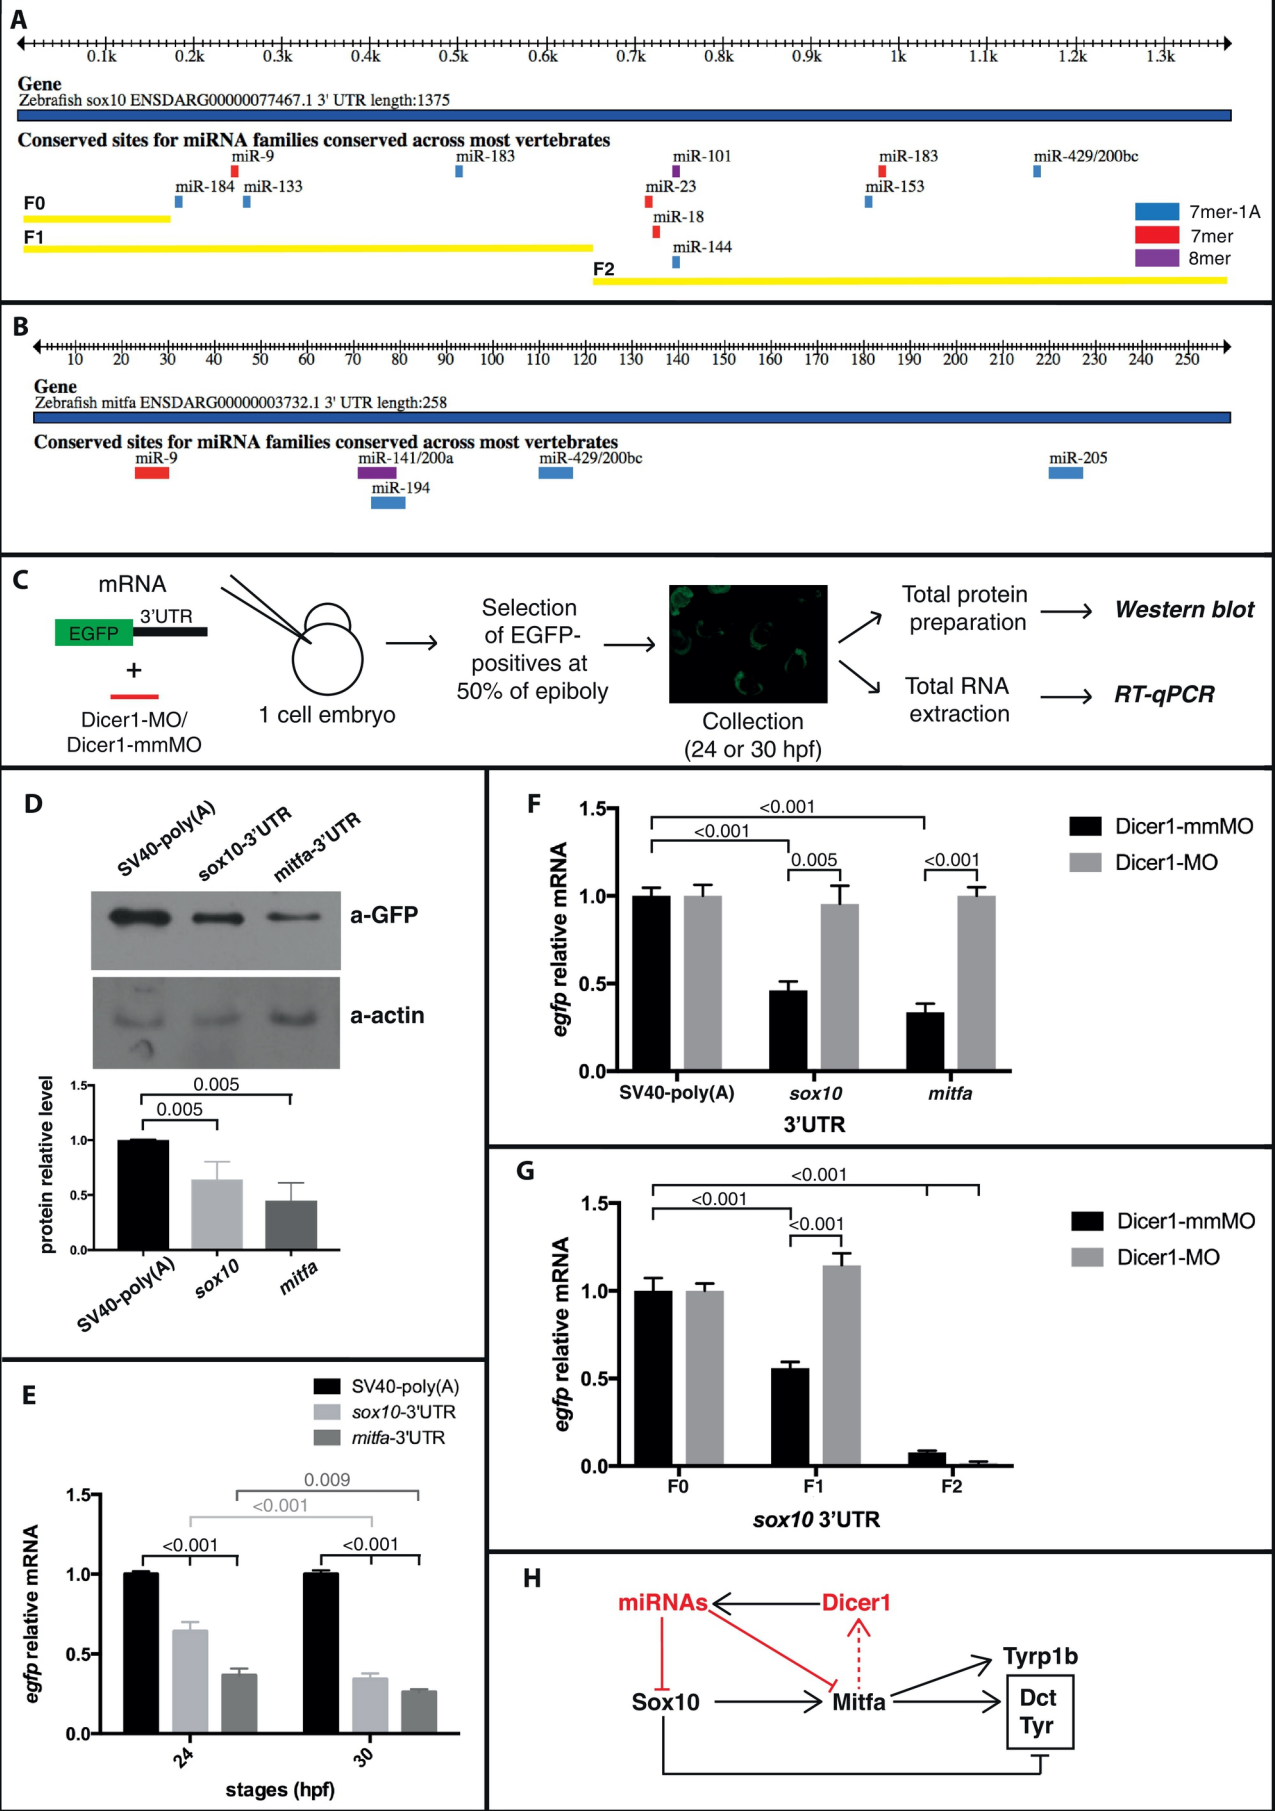 A
0.1k 0.2k 0.3k 0.4k 0.5k 0.6k 0.7k 0.8k 0.9k 1k 1.1k 1.2k 1.3k
Gene
Zebrafish sox10 ENSDARG00000077467.1 3' UTR length:1375
Conserved sites for miRNA families conserved across most vertebrates
miR-9 miR-183 miR-101 miR-183 miR-429/200bc
miR-184 miR-133 miR-23 miR-153
F0
miR-18
7mer-1A
F1
7mer
miR-144
8mer
F2
B
10 20 30 40 50 60 70 80 90 100 110 120 130 140 150 160 170 180 190 200 210 220 230 240 250
Gene
Zebrafish mitfa ENSDARG00000003732.1 3' UTR length:258
Conserved sites for miRNA families conserved across most vertebrates
miR-9 miR-141/200a miR-429/200bc miR-205
miR-194
C
mRNA
EGFP
3'UTR
+
Dicer1-MO/
Dicer1-mmMO
1 cell embryo
Selection
of EGFP-
positives at
50% of epiboly
Collection
(24 or 30 hpf)
Total protein
preparation
Western blot
Total RNA
extraction
RT-qPCR
D
SV40-poly(A)
sox10-3'UTR
mitfa-3'UTR
a-GFP
a-actin
protein relative level
1.5
1.0
0.5
0.0
0.005
0.005
SV40-poly(A)
sox10
mitfa
E
SV40-poly(A)
sox10-3'UTR
mitfa-3'UTR
egfp relative mRNA
1.5
1.0
0.5
0.0
0.009
<0.001
<0.001 <0.001
24 30
stages (hpf)
F
egfp relative mRNA
1.5
1.0
0.5
0.0
<0.001
<0.001
0.005 <0.001
Dicer1-mmMO
Dicer1-MO
SV40-poly(A) sox10 mitfa
3'UTR
G
egfp relative mRNA
1.5
1.0
0.5
0.0
<0.001
<0.001
<0.001
Dicer1-mmMO
Dicer1-MO
F0 F1 F2
sox10 3'UTR
H
miRNAs Dicer1
Tyrp1b
Sox10 Mitfa Dct
Tyr